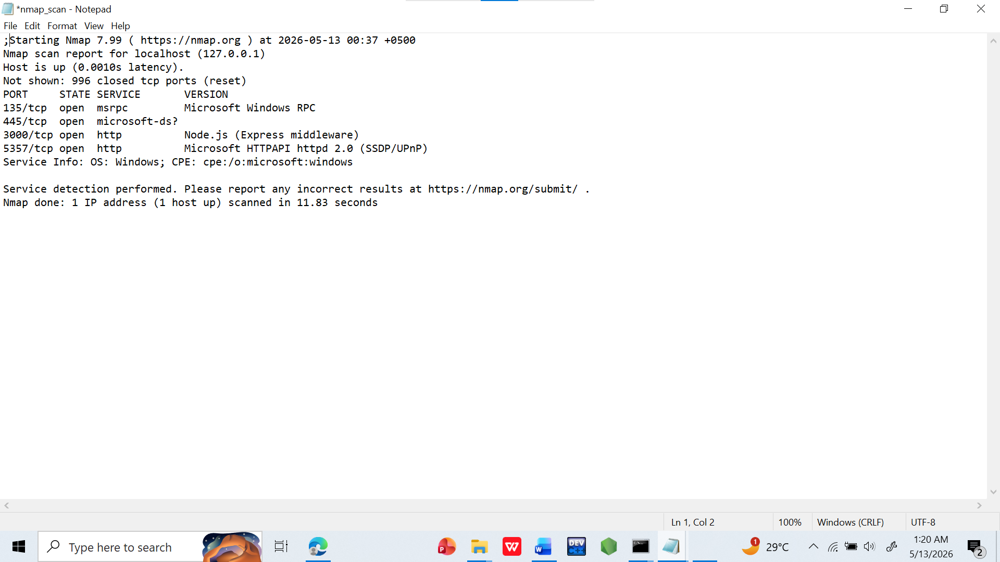 *nmap_scan - Notepad
File Edit Format View Help
;Starting Nmap 7.99 ( https://nmap.org ) at 2026-05-13 00:37 +0500
Nmap scan report for localhost (127.0.0.1)
Host is up (0.0010s latency).
Not shown: 996 closed tcp ports (reset)
PORT     STATE SERVICE       VERSION
135/tcp  open  msrpc         Microsoft Windows RPC
445/tcp  open  microsoft-ds?
3000/tcp open  http          Node.js (Express middleware)
5357/tcp open  http          Microsoft HTTPAPI httpd 2.0 (SSDP/UPnP)
Service Info: OS: Windows; CPE: cpe:/o:microsoft:windows
Service detection performed. Please report any incorrect results at https://nmap.org/submit/ .
Nmap done: 1 IP address (1 host up) scanned in 11.83 seconds
Ln 1, Col 2 100% Windows (CRLF) UTF-8
Type here to search
P
W
W
DEV C++
C:\
1
29°C
1:20 AM
5/13/2026
2